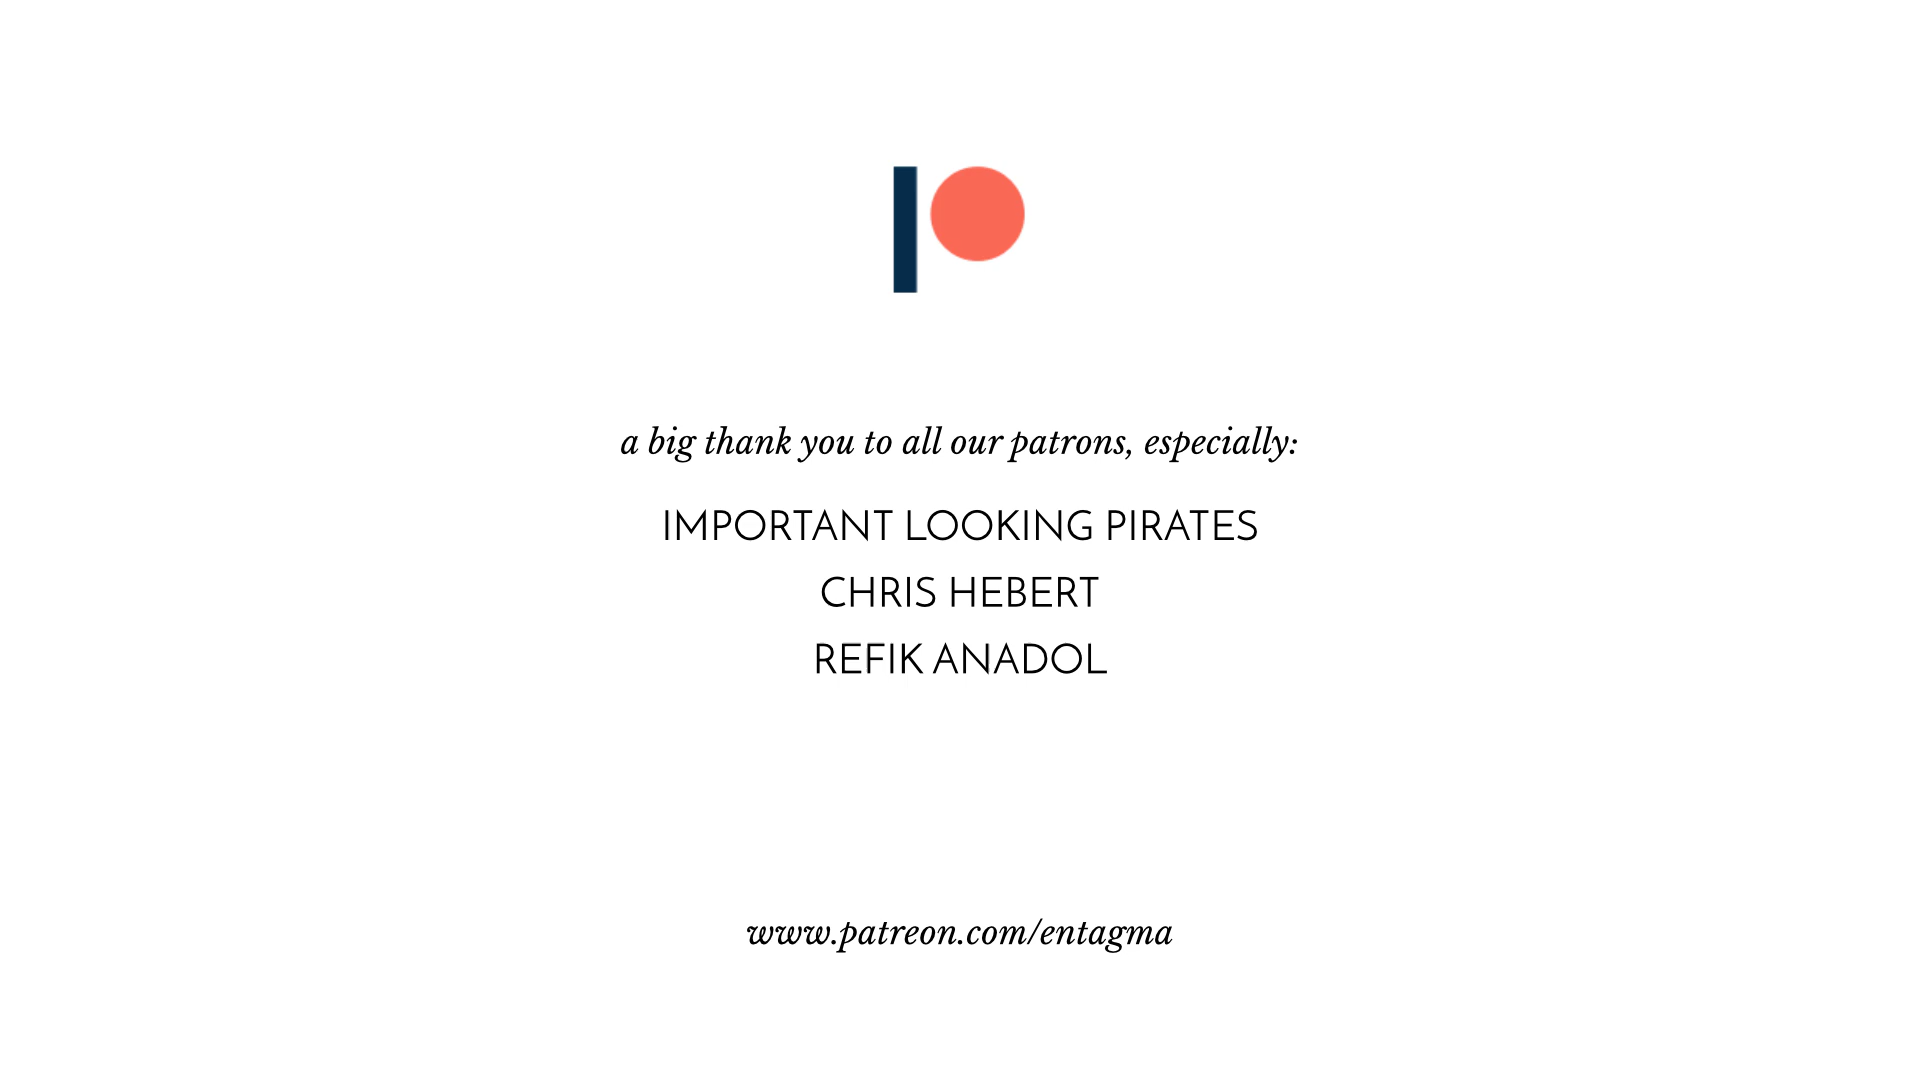 a big thank you to all our patrons, especially:
IMPORTANT LOOKING PIRATES
CHRIS HEBERT
REFIK ANADOL
www.patreon.com/entagma